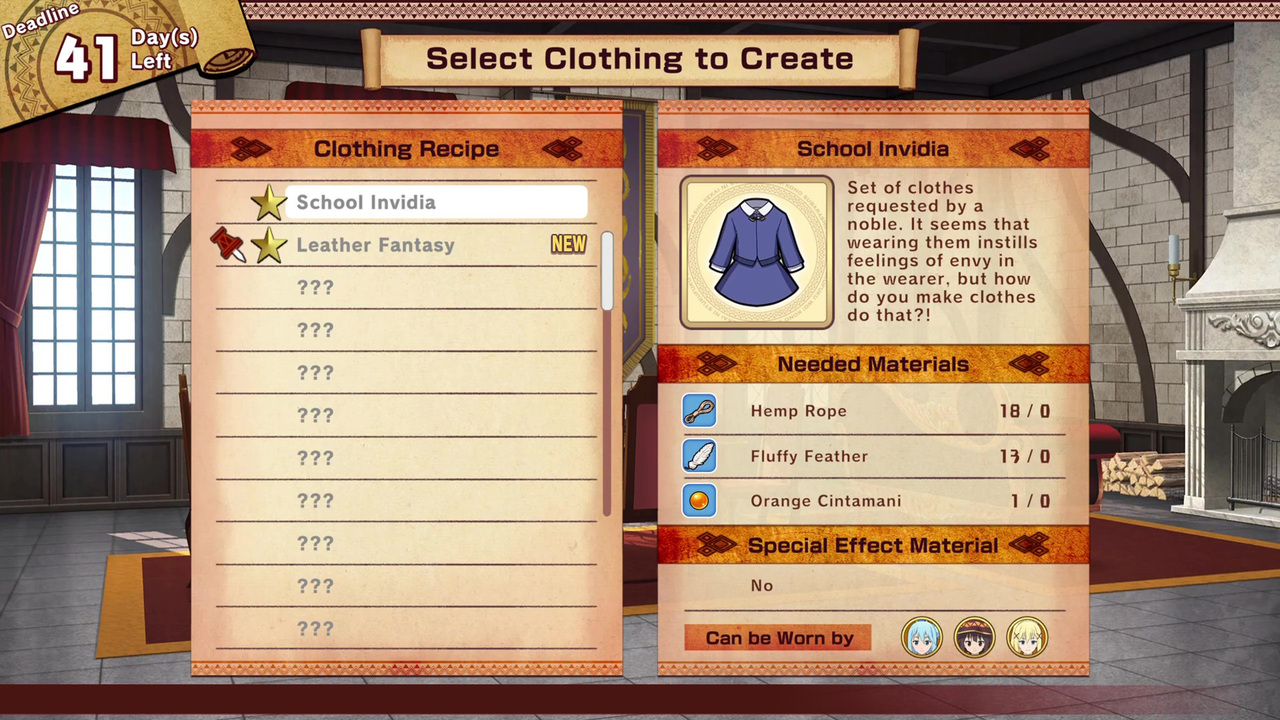 Deadline
41 Day(s)
Left
Select Clothing to Create
Clothing Recipe
School Invidia
Leather Fantasy NEW
???
???
???
???
???
???
???
???
???
School Invidia
Set of clothes
requested by a
noble. It seems that
wearing them instills
feelings of envy in
the wearer, but how
do you make clothes
do that?!
Needed Materials
Hemp Rope 18 / 0
Fluffy Feather 13 / 0
Orange Cintamani 1 / 0
Special Effect Material
No
Can be Worn by